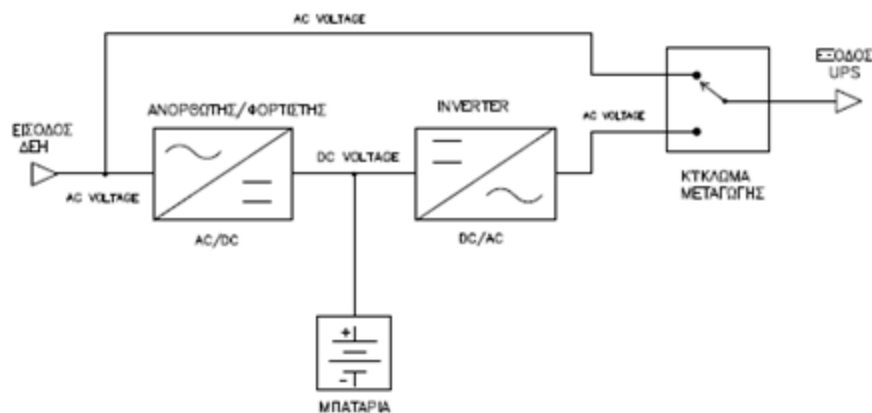 AC VOLTAGE
ΕΞΟΔΟΣ
UPS
ΑΝΟΡΘΩΤΗΣ/ΦΟΡΤΙΣΤΗΣ
INVERTER
AC VOLTAGE
ΕΙΣΟΔΟΣ
ΔΕΗ
DC VOLTAGE
AC VOLTAGE
ΚΤΚΛΩΜΑ
ΜΕΤΑΓΩΓΗΣ
AC/DC
DC/AC
+
-
ΜΠΑΤΑΡΙΑ